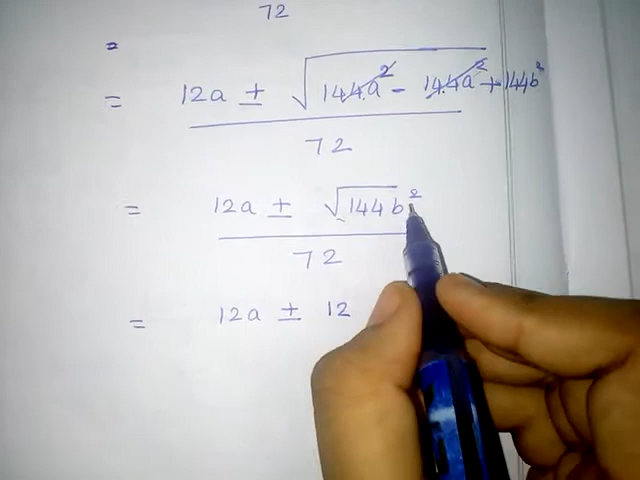 72
=
= 12a ± √144a² - 144a² + 144b²
72
= 12a ± √144b²
72
= 12a ± 12